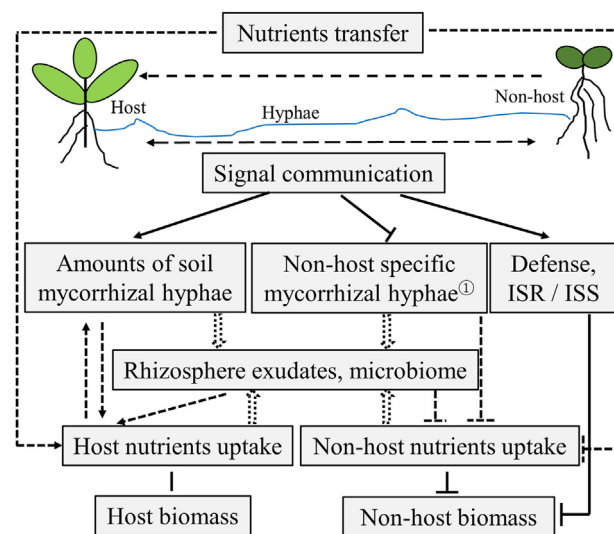 Nutrients transfer
Host
Hyphae
Non-host
Signal communication
Amounts of soil
mycorrhizal hyphae
Non-host specific
mycorrhizal hyphae①
Defense,
ISR / ISS
Rhizosphere exudates, microbiome
Host nutrients uptake
Non-host nutrients uptake
Host biomass
Non-host biomass